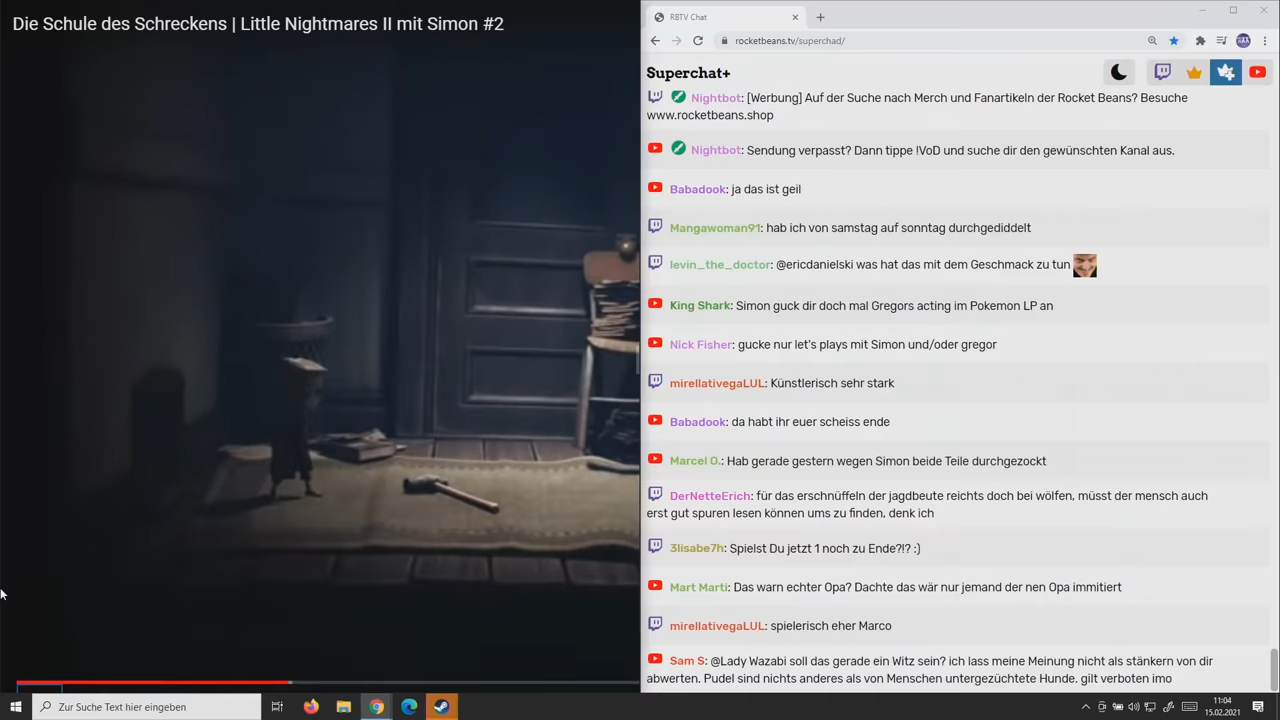 Die Schule des Schreckens | Little Nightmares II mit Simon #2
RBTV Chat
rocketbeans.tv/superchad/
Superchat+
Nightbot: [Werbung] Auf der Suche nach Merch und Fanartikeln der Rocket Beans? Besuche
www.rocketbeans.shop
Nightbot: Sendung verpasst? Dann tippe !VoD und suche dir den gewünschten Kanal aus.
Babadook: ja das ist geil
Mangawoman91: hab ich von samstag auf sonntag durchgediddelt
levin_the_doctor: @ericdanielski was hat das mit dem Geschmack zu tun
King Shark: Simon guck dir doch mal Gregors acting im Pokemon LP an
Nick Fisher: gucke nur let's plays mit Simon und/oder gregor
mirellativegaLUL: Künstlerisch sehr stark
Babadook: da habt ihr euer scheiss ende
Marcel O.: Hab gerade gestern wegen Simon beide Teile durchgezockt
DerNetteErich: für das erschnüffeln der jagdbeute reichts doch bei wölfen, müsst der mensch auch
erst gut spuren lesen können ums zu finden, denk ich
3lisabe7h: Spielst Du jetzt 1 noch zu Ende?!? :)
Mart Marti: Das warn echter Opa? Dachte das wär nur jemand der nen Opa immitiert
mirellativegaLUL: spielerisch eher Marco
Sam S: @Lady Wazabi soll das gerade ein Witz sein? ich lass meine Meinung nicht als stänkern von dir
abwerten. Pudel sind nichts anderes als von Menschen untergezüchtete Hunde. gilt verboten imo
Zur Suche Text hier eingeben
11:04
15.02.2021